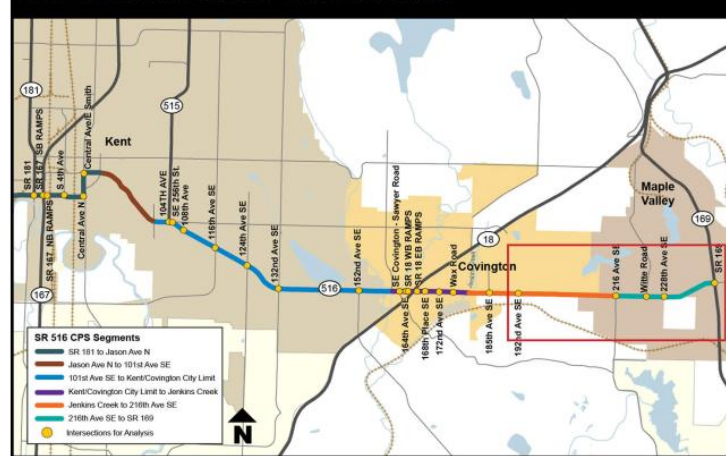 181
515
Kent
SR 181
SR 167 SB RAMPS
SR 167 NB RAMPS
S 4th Ave
Central Ave/E Smith
Central Ave N
104TH AVE
SE 256th St.
108th Ave
116th Ave SE
124th Ave SE
132nd Ave SE
152nd Ave SE
SE Covington - Sawyer Road
SR 18 WB RAMPS
SR 18 EB RAMPS
164th Ave SE
168th Place SE
172nd Ave SE
Wax Road
18
Covington
185th Ave SE
192nd Ave SE
216 Ave SE
Witte Road
228th Ave SE
Maple
Valley
169
SR 169
516
167
SR 516 CPS Segments
SR 181 to Jason Ave N
Jason Ave N to 101st Ave SE
101st Ave SE to Kent/Covington City Limit
Kent/Covington City Limit to Jenkins Creek
Jenkins Creek to 216th Ave SE
216th Ave SE to SR 169
Intersections for Analysis
N